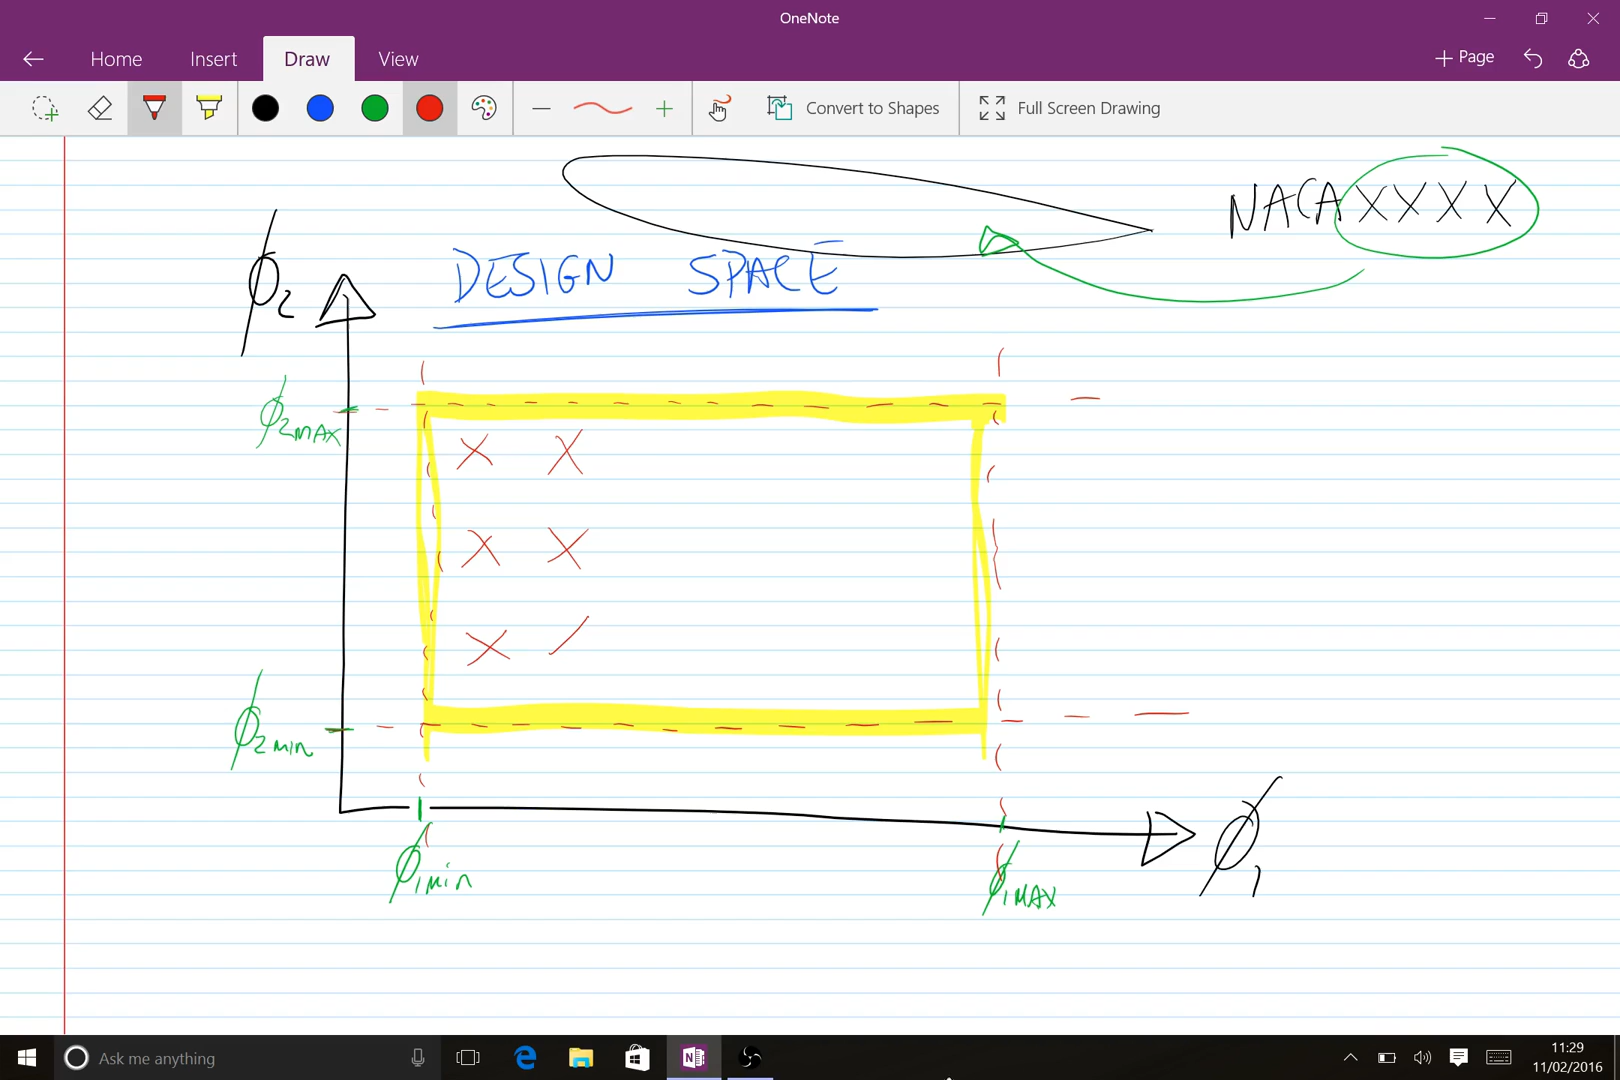 OneNote
Home Insert Draw View
Page
Convert to Shapes
Full Screen Drawing
NACA XXXX
ϕ2
DESIGN SPACE
ϕ2MAX
X X
X X
X
ϕ2min
ϕ1min
ϕ1MAX
ϕ1
Ask me anything
11:29
11/02/2016